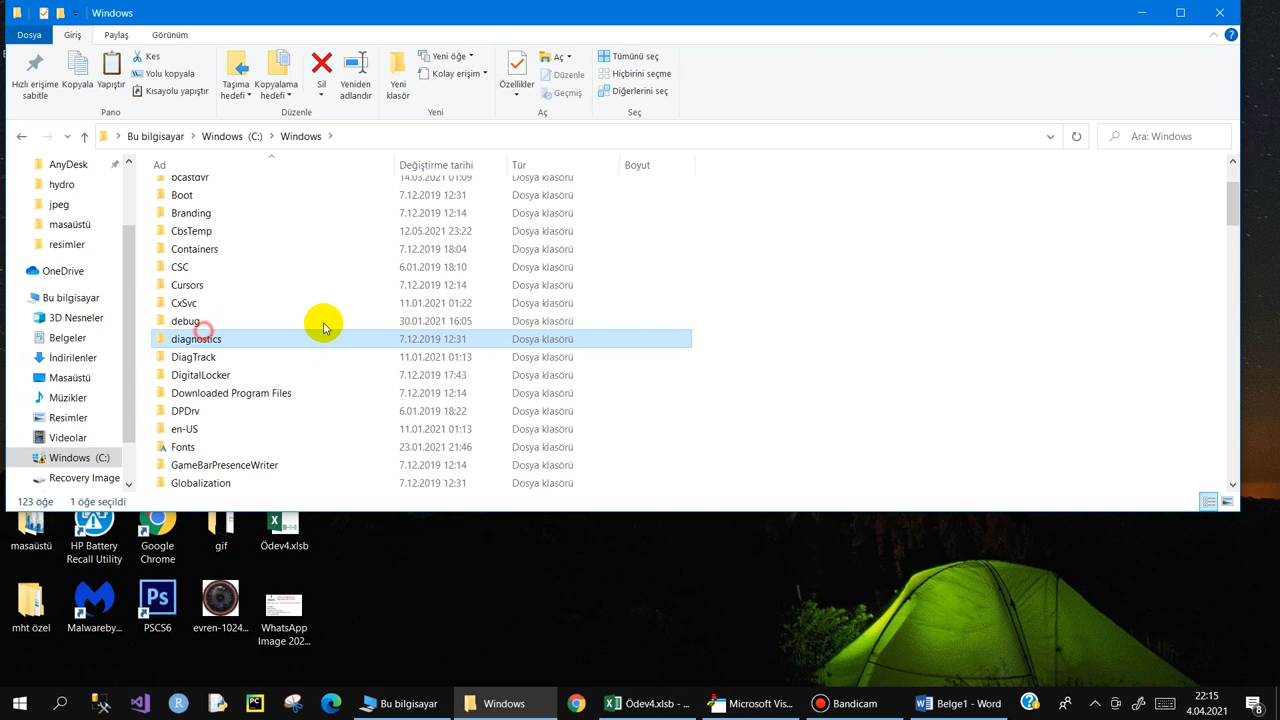 Windows
Dosya Giriş Paylaş Görünüm
Hızlı erişime sabitle
Kopyala
Yapıştır
Kes
Yolu kopyala
Kısayolu yapıştır
Pano
Taşıma hedefi
Kopyalama hedefi
Sil
Yeniden adlandır
Düzenle
Yeni klasör
Yeni öğe
Kolay erişim
Yeni
Özellikler
Aç
Düzenle
Geçmiş
Aç
Tümünü seç
Hiçbirini seçme
Diğerlerini seç
Seç
Bu bilgisayar > Windows (C:) > Windows >
Ara: Windows
AnyDesk
hydro
jpeg
masaüstü
resimler
OneDrive
Bu bilgisayar
3D Nesneler
Belgeler
İndirilenler
Masaüstü
Müzikler
Resimler
Videolar
Windows (C:)
Recovery Image
Ad Değiştirme tarihi Tür Boyut
bcastdvr 14.03.2021 01:09 Dosya klasörü
Boot 7.12.2019 12:31 Dosya klasörü
Branding 7.12.2019 12:14 Dosya klasörü
CbsTemp 12.05.2021 23:22 Dosya klasörü
Containers 7.12.2019 18:04 Dosya klasörü
CSC 6.01.2019 18:10 Dosya klasörü
Cursors 7.12.2019 12:14 Dosya klasörü
CxSvc 11.01.2021 01:22 Dosya klasörü
debug 30.01.2021 16:05 Dosya klasörü
diagnostics 7.12.2019 12:31 Dosya klasörü
DiagTrack 11.01.2021 01:13 Dosya klasörü
DigitalLocker 7.12.2019 17:43 Dosya klasörü
Downloaded Program Files 7.12.2019 12:14 Dosya klasörü
DPDrv 6.01.2019 18:22 Dosya klasörü
en-US 11.01.2021 01:13 Dosya klasörü
Fonts 23.01.2021 21:46 Dosya klasörü
GameBarPresenceWriter 7.12.2019 12:14 Dosya klasörü
Globalization 7.12.2019 12:31 Dosya klasörü
123 öğe 1 öğe seçildi
masaüstü
HP Battery
Recall Utility
Google
Chrome
gif
Ödev4.xlsb
mht özel
Malwareby...
Ps
PSCS6
evren-1024...
WhatsApp
Image 202...
R
PC
Bu bilgisayar
Windows
Ödev4.xlsb - ...
Microsoft Vis...
Bandicam
Belge1 - Word
22:15
4.04.2021
8